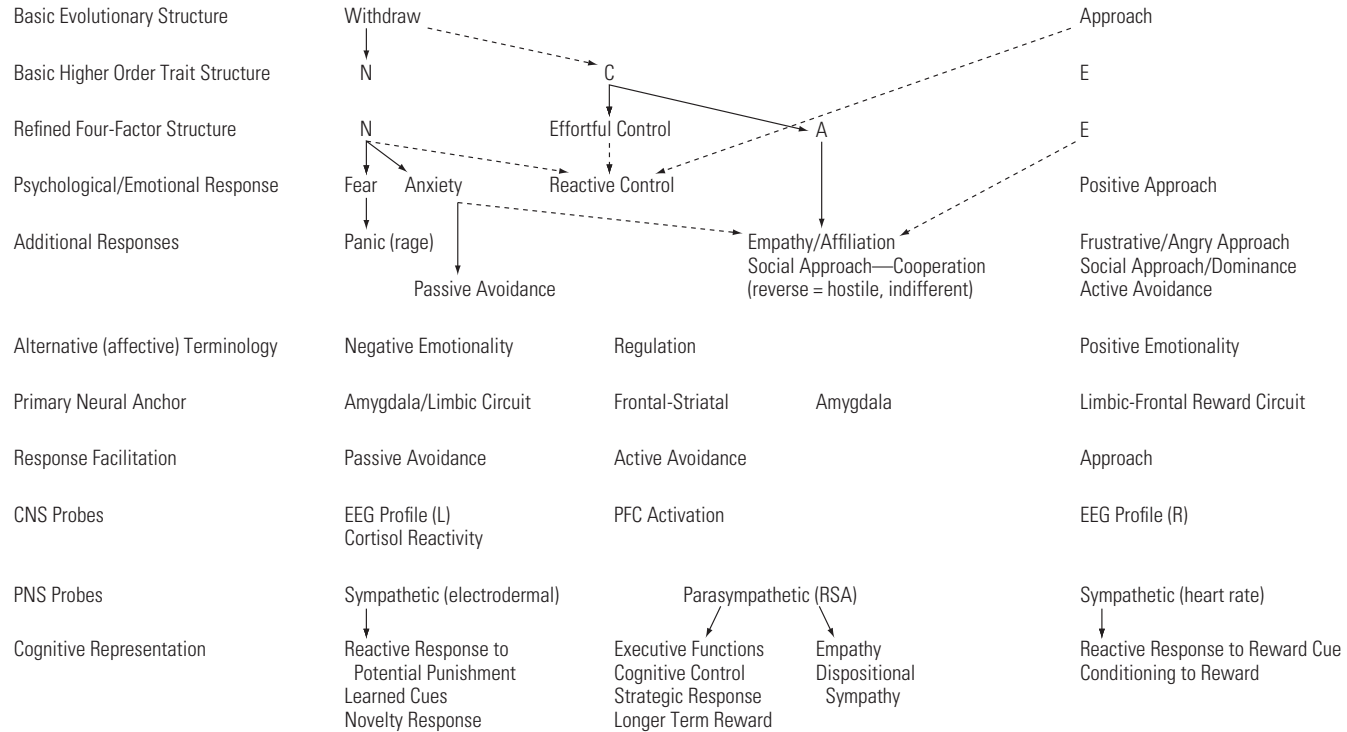 Basic Evolutionary Structure Withdraw Approach
Basic Higher Order Trait Structure N C E
Refined Four-Factor Structure N Effortful Control A E
Psychological/Emotional Response Fear Anxiety Reactive Control Positive Approach
Additional Responses Panic (rage) Empathy/Affiliation Frustrative/Angry Approach
Social Approach—Cooperation Social Approach/Dominance
Passive Avoidance (reverse = hostile, indifferent) Active Avoidance
Alternative (affective) Terminology Negative Emotionality Regulation Positive Emotionality
Primary Neural Anchor Amygdala/Limbic Circuit Frontal-Striatal Amygdala Limbic-Frontal Reward Circuit
Response Facilitation Passive Avoidance Active Avoidance Approach
CNS Probes EEG Profile (L) PFC Activation EEG Profile (R)
Cortisol Reactivity
PNS Probes Sympathetic (electrodermal) Parasympathetic (RSA) Sympathetic (heart rate)
Cognitive Representation Reactive Response to Executive Functions Empathy Reactive Response to Reward Cue
Potential Punishment Cognitive Control Dispositional Conditioning to Reward
Learned Cues Strategic Response Sympathy
Novelty Response Longer Term Reward